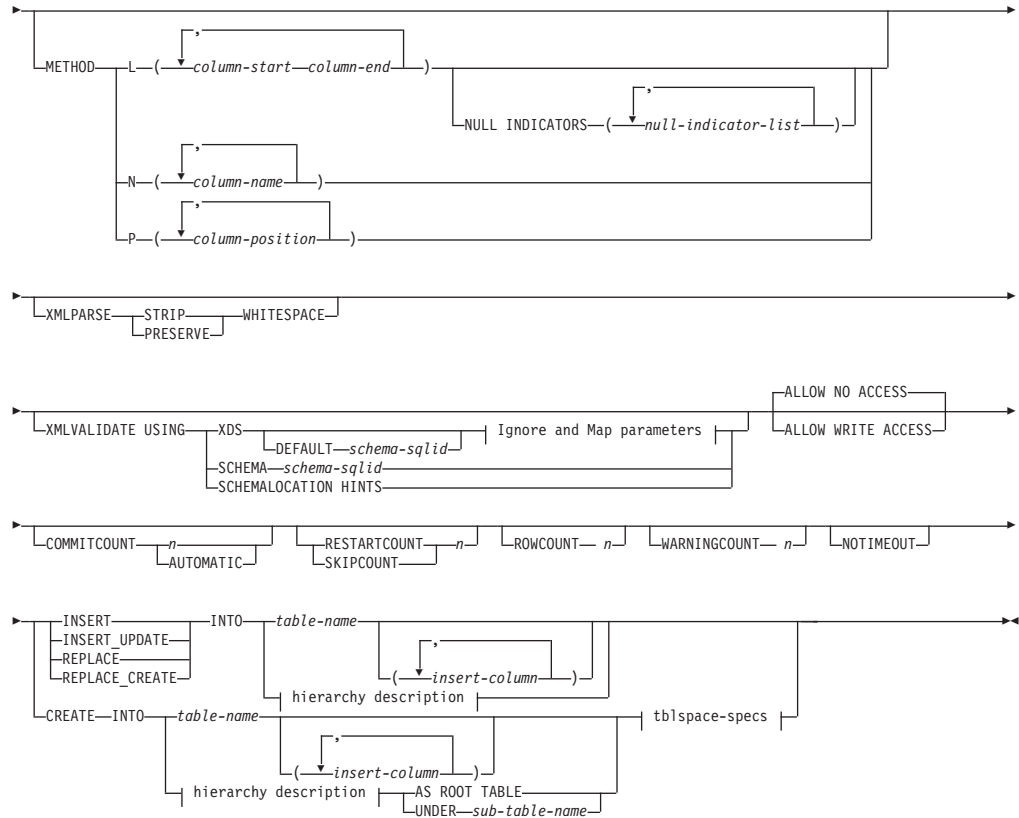 ,
METHOD L ( column-start column-end )
,
NULL INDICATORS ( null-indicator-list )
,
N ( column-name )
,
P ( column-position )
XMLPARSE STRIP WHITESPACE
PRESERVE
ALLOW NO ACCESS
XMLVALIDATE USING XDS Ignore and Map parameters ALLOW WRITE ACCESS
DEFAULT schema-sqlid
SCHEMA schema-sqlid
SCHEMALOCATION HINTS
COMMITCOUNT n RESTARTCOUNT n ROWCOUNT n WARNINGCOUNT n NOTIMEOUT
AUTOMATIC SKIPCOUNT
INSERT INTO table-name
INSERT_UPDATE ,
REPLACE ( insert-column )
REPLACE_CREATE hierarchy description
CREATE INTO table-name tblspace-specs
,
( insert-column )
hierarchy description AS ROOT TABLE
UNDER sub-table-name